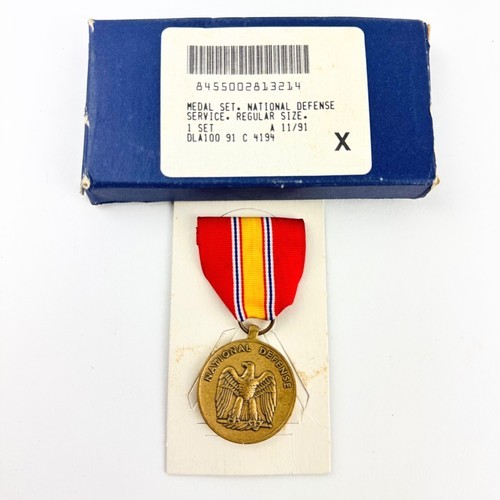 8455002813214
MEDAL SET. NATIONAL DEFENSE
SERVICE. REGULAR SIZE.
1 SET A 11/91
DLA100 91 C 4194
X
NATIONAL DEFENSE